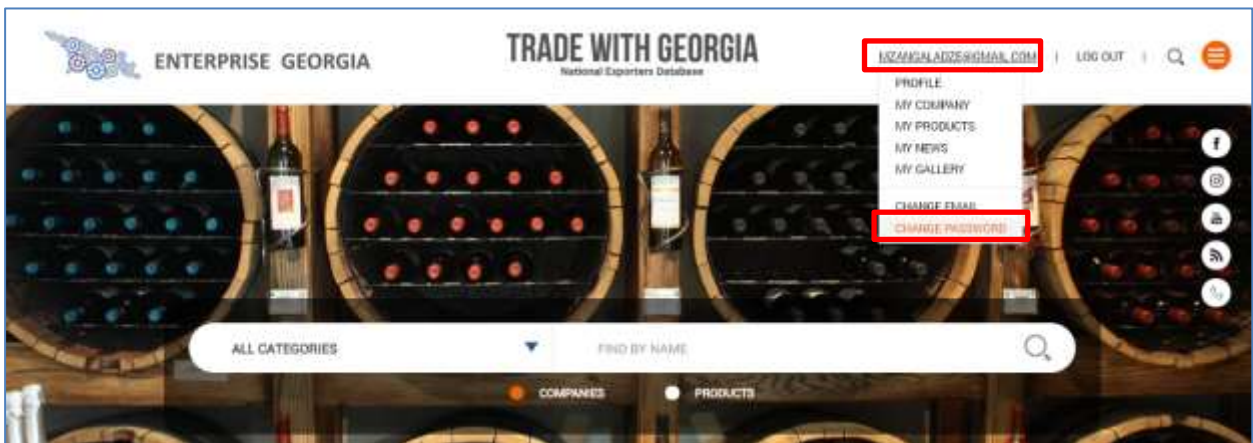 ENTERPRISE GEORGIA
TRADE WITH GEORGIA
National Exporters Database
MZANGALADZE@GMAIL.COM | LOG OUT |
PROFILE
MY COMPANY
MY PRODUCTS
MY NEWS
MY GALLERY
CHANGE EMAIL
CHANGE PASSWORD
ALL CATEGORIES
FIND BY NAME
COMPANIES
PRODUCTS